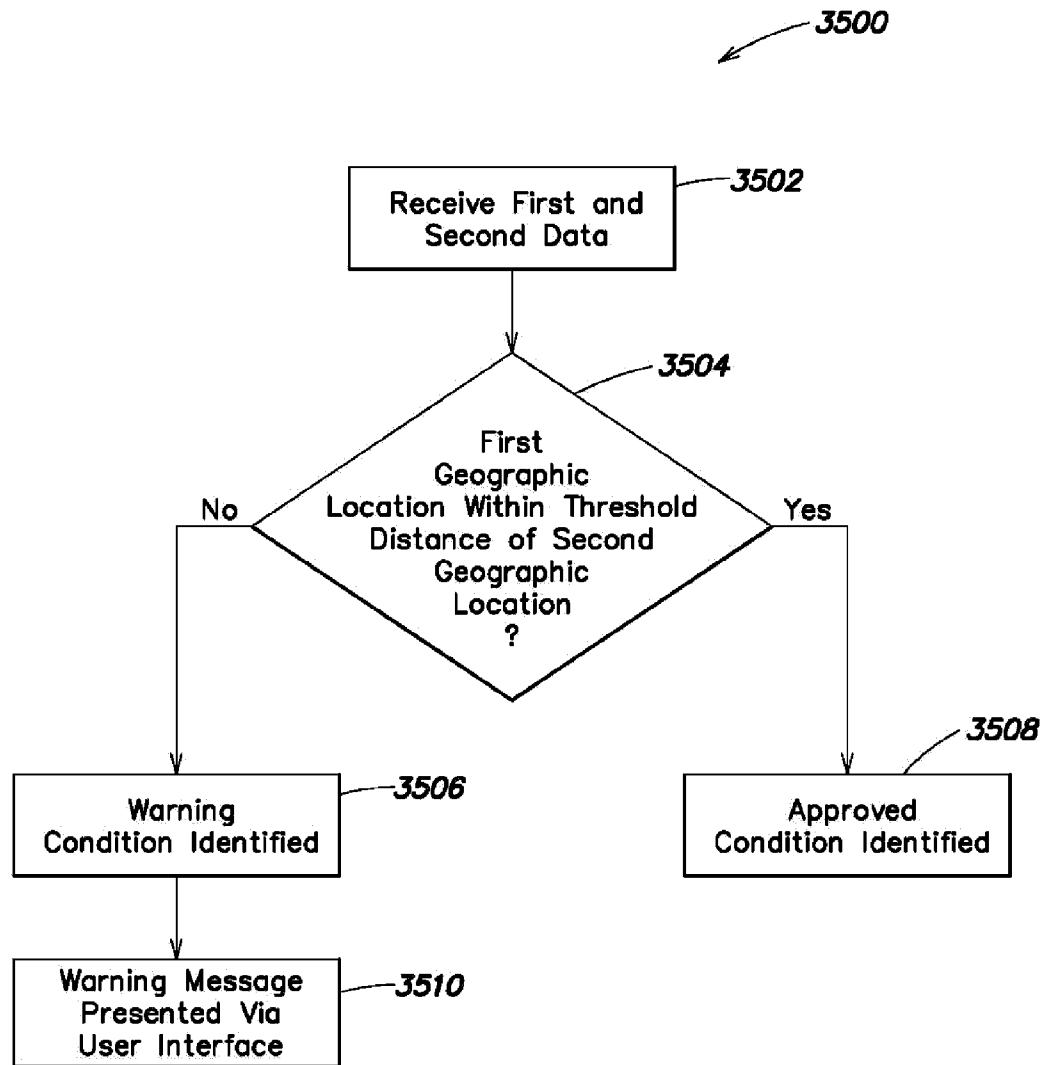 3500
3502
Receive First and
Second Data
3504
First
Geographic
Location Within Threshold
Distance of Second
Geographic
Location
?
No
Yes
3506
Warning
Condition Identified
3508
Approved
Condition Identified
3510
Warning Message
Presented Via
User Interface